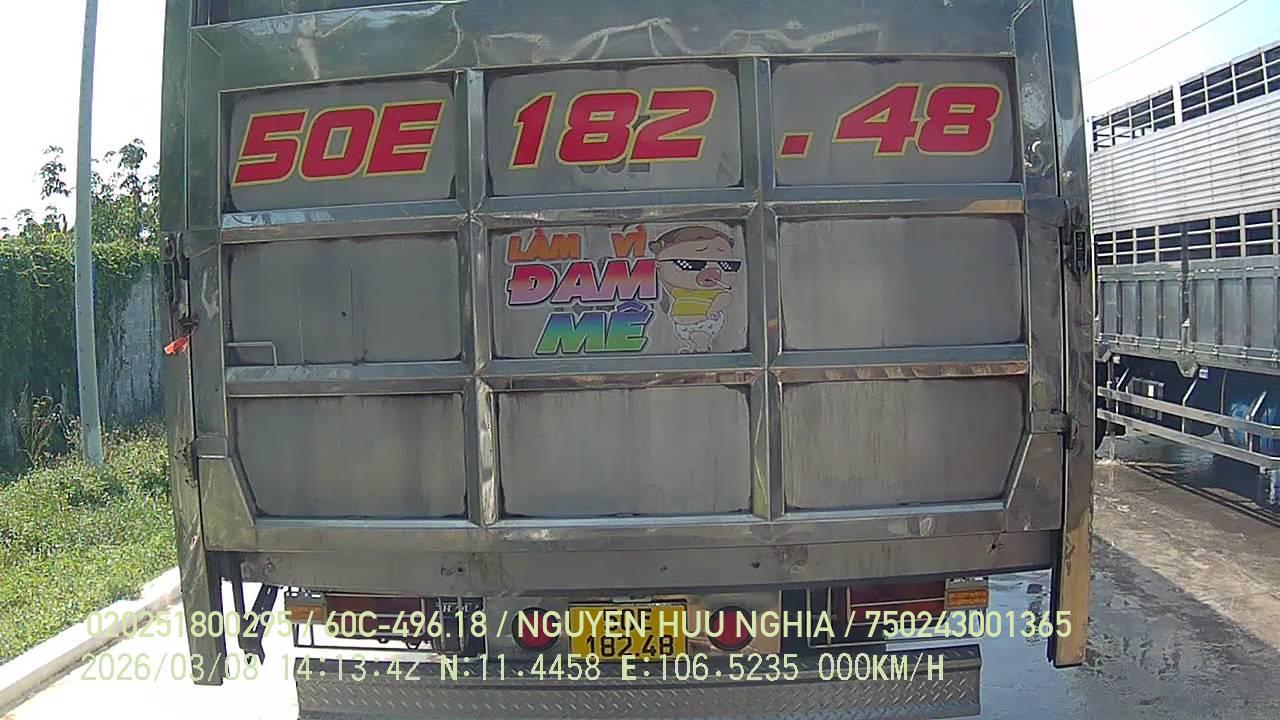 50E 182.48
LÀM VÌ
ĐAM
MÊ
50E
182.48
020251800295 / 60C-496.18 / NGUYEN HUU NGHIA / 750243001365
2026/03/08 14:13:42 N:11.4458 E:106.5235 000KM/H